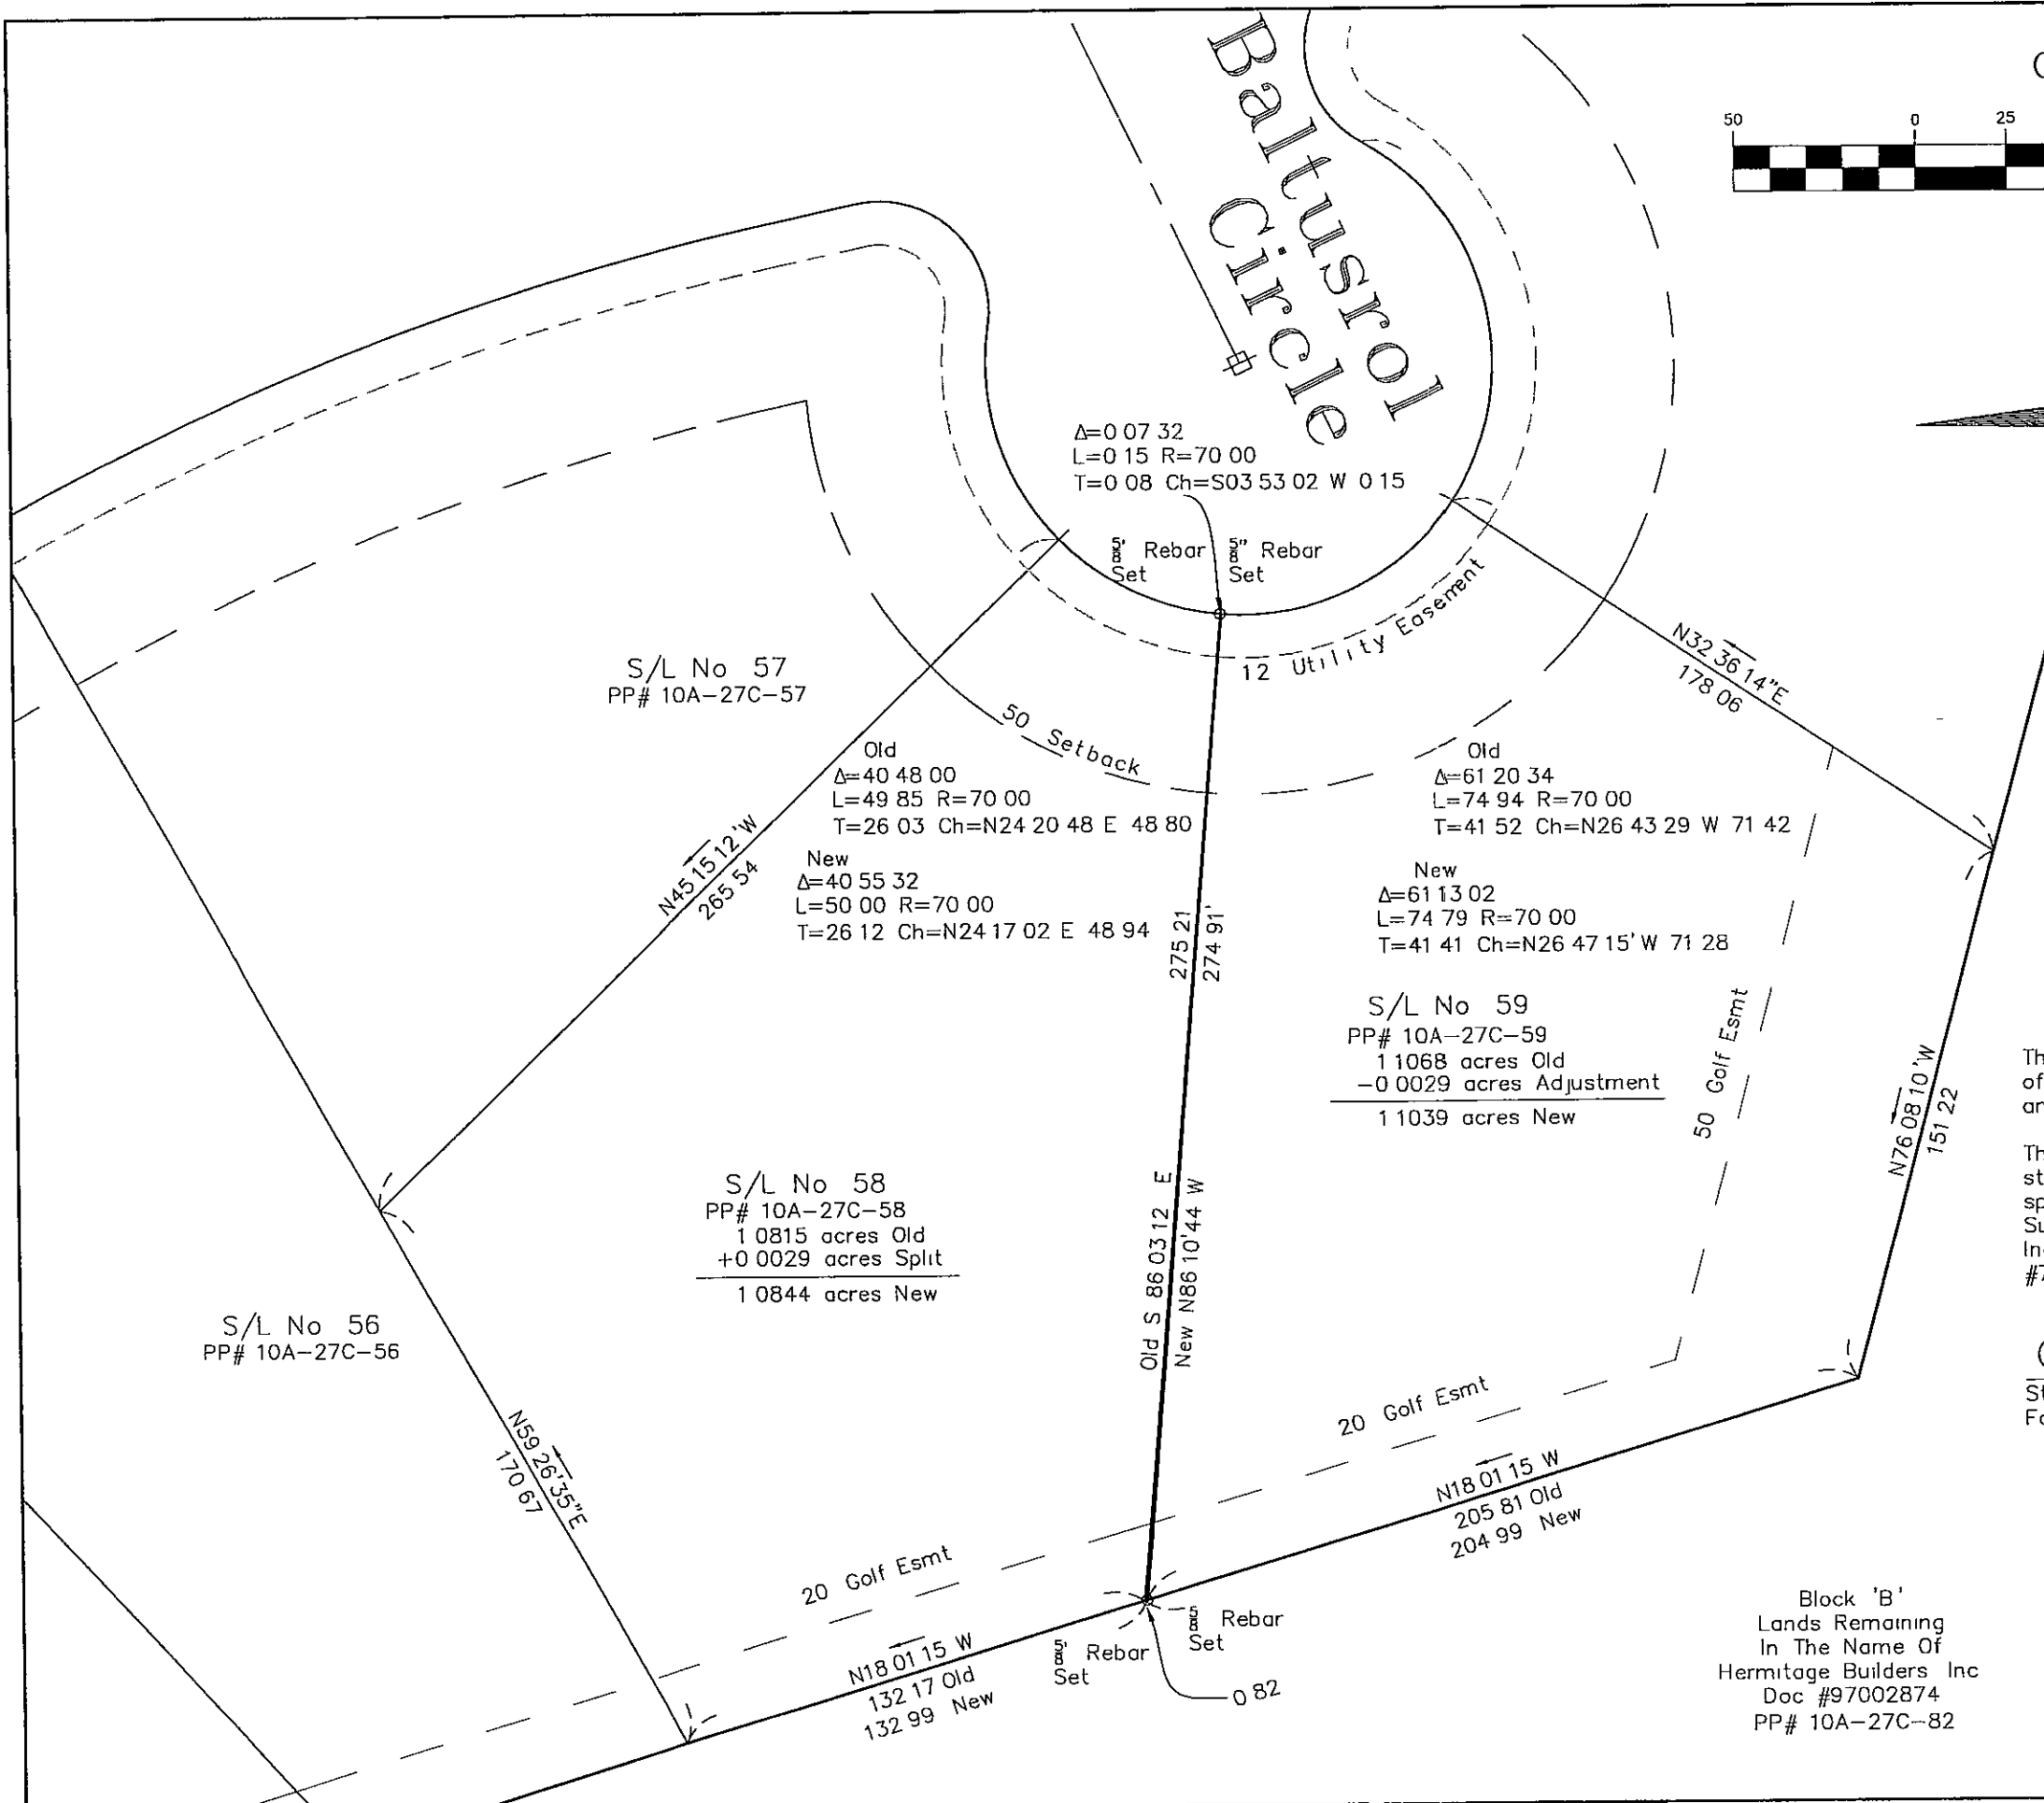 Baltusrol
Circle
50 0 25
Δ=0 07 32
L=0 15 R=70 00
T=0 08 Ch=S03 53 02 W 0 15
5/8' Rebar
Set
5/8" Rebar
Set
12 Utility Easement
N32 36 14"E
178 06
S/L No 57
PP# 10A-27C-57
50 Setback
Old
Δ=40 48 00
L=49 85 R=70 00
T=26 03 Ch=N24 20 48 E 48 80
New
Δ=40 55 32
L=50 00 R=70 00
T=26 12 Ch=N24 17 02 E 48 94
Old
Δ=61 20 34
L=74 94 R=70 00
T=41 52 Ch=N26 43 29 W 71 42
New
Δ=61 13 02
L=74 79 R=70 00
T=41 41 Ch=N26 47 15'W 71 28
N45 15 12'W
265 54
275 21
274 91'
S/L No 59
PP# 10A-27C-59
1 1068 acres Old
-0 0029 acres Adjustment
1 1039 acres New
50 Golf Esmt
N76 08 10'W
151 22
Old S 86 03 12 E
New N86 10'44 W
S/L No 58
PP# 10A-27C-58
1 0815 acres Old
+0 0029 acres Split
1 0844 acres New
S/L No 56
PP# 10A-27C-56
N59 26'35"E
170 67
20 Golf Esmt
N18 01 15 W
205 81 Old
204 99 New
20 Golf Esmt
N18 01 15 W
132 17 Old
132 99 New
5/8' Rebar
Set
5/8 Rebar
Set
0 82
Block 'B'
Lands Remaining
In The Name Of
Hermitage Builders Inc
Doc #97002874
PP# 10A-27C-82
of